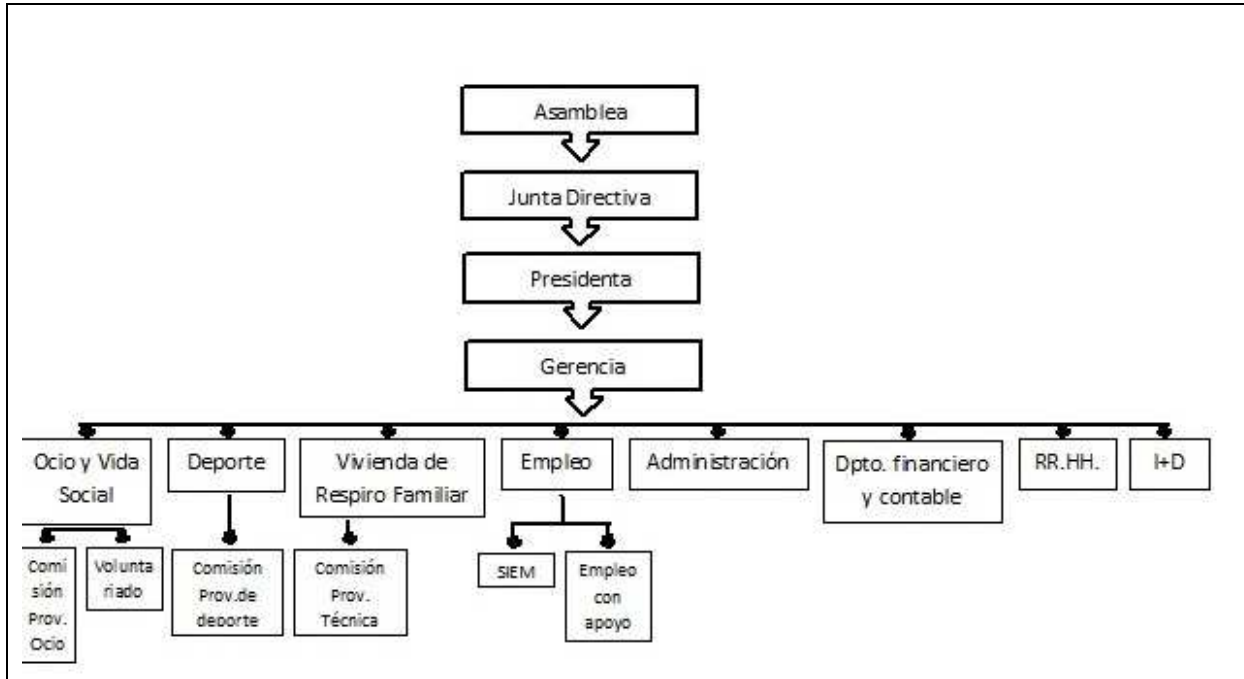 Asamblea
Junta Directiva
Presidenta
Gerencia
Ocio y Vida
Social
Deporte
Vivienda de
Respiro Familiar
Empleo
Administración
Dpto. financiero
y contable
RR.HH.
I+D
Comi
sión
Prov.
Ocio
Volunta
riado
Comisión
Prov.de
deporte
Comisión
Prov.
Técnica
SIEM
Empleo
con
apoyo